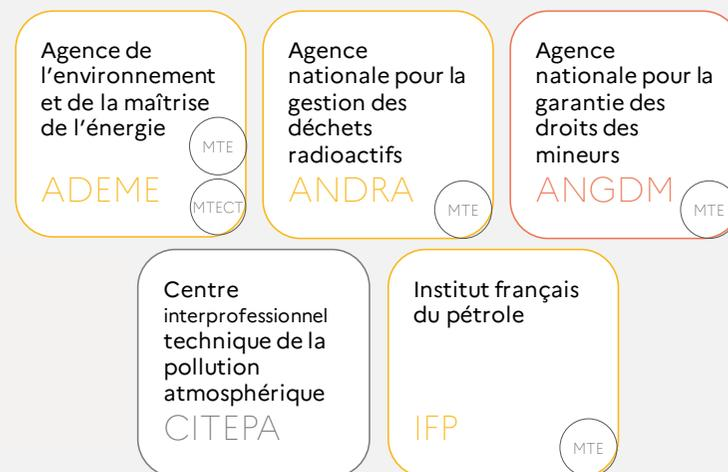 Agence de
l'environnement
et de la maîtrise
de l'énergie
MTE
ADEME
MTECT
Agence
nationale pour la
gestion des
déchets
radioactifs
ANDRA
MTE
Agence
nationale pour la
garantie des
droits des
mineurs
ANGDM
MTE
Centre
interprofessionnel
technique de la
pollution
atmosphérique
CITEPA
Institut français
du pétrole
IFP
MTE